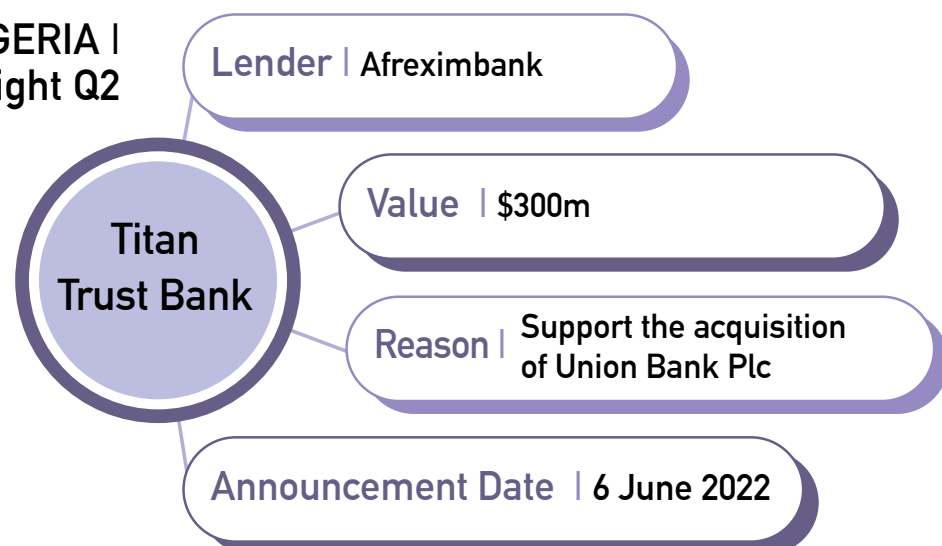 GERIA |
ight Q2
Lender | Afreximbank
Value | $300m
Titan
Trust Bank
Reason | Support the acquisition
of Union Bank Plc
Announcement Date | 6 June 2022